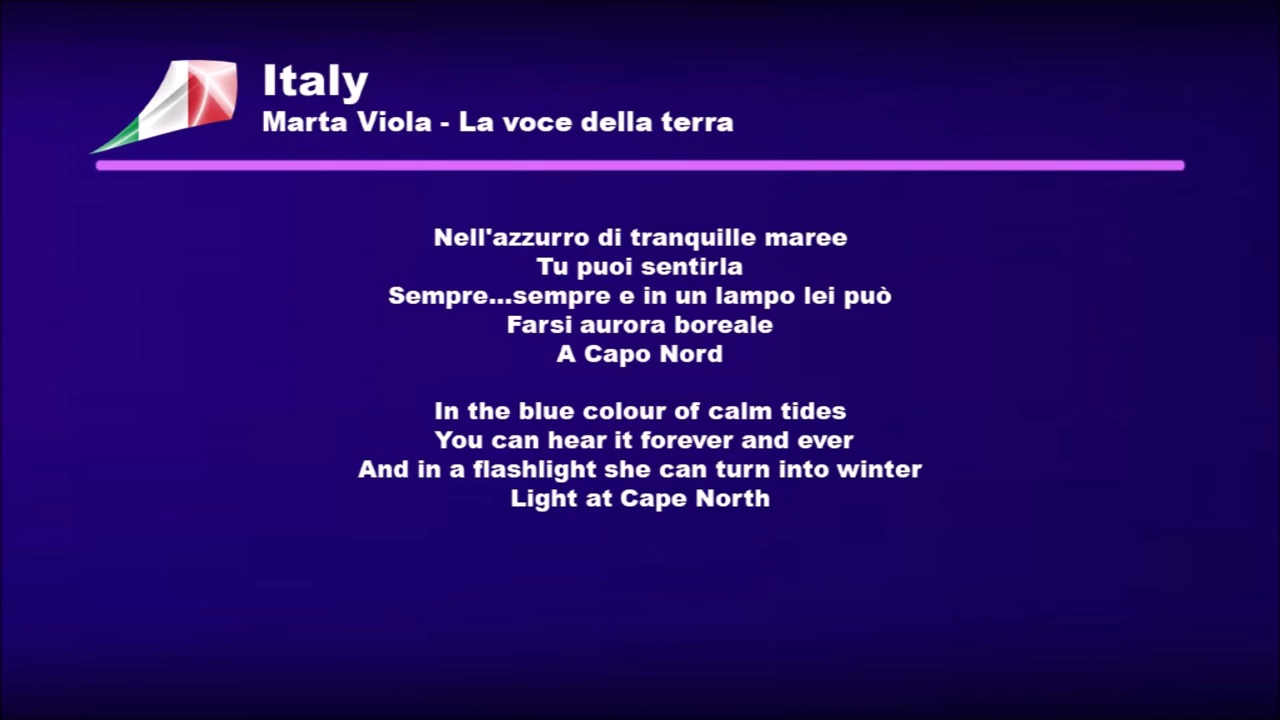 Italy
Marta Viola - La voce della terra
Nell'azzurro di tranquille maree
Tu puoi sentirla
Sempre...sempre e in un lampo lei può
Farsi aurora boreale
A Capo Nord
In the blue colour of calm tides
You can hear it forever and ever
And in a flashlight she can turn into winter
Light at Cape North